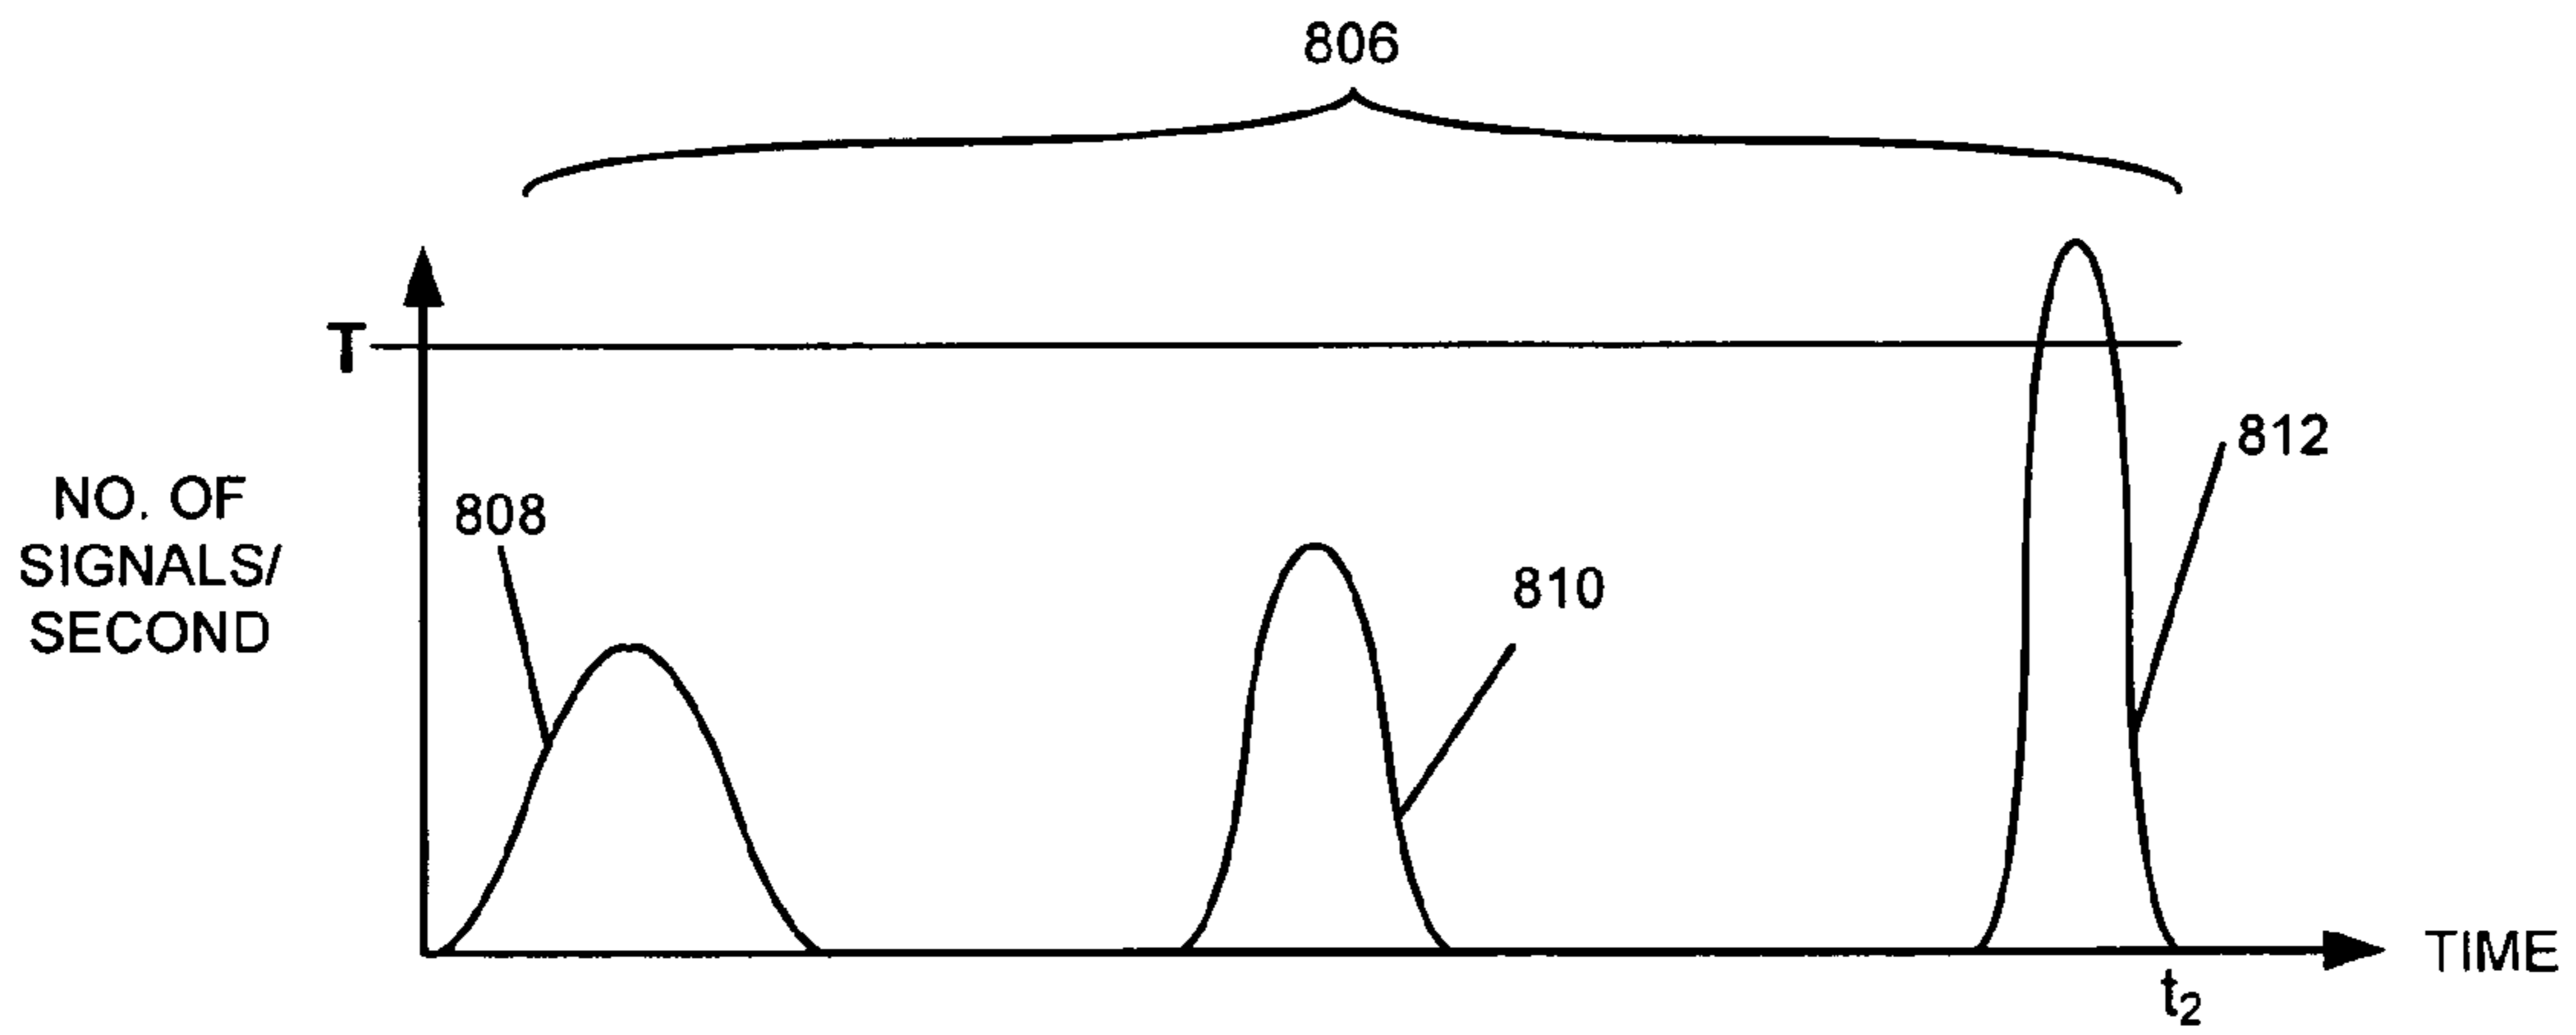 806
T
812
NO. OF
SIGNALS/
SECOND
808
810
TIME
t₂